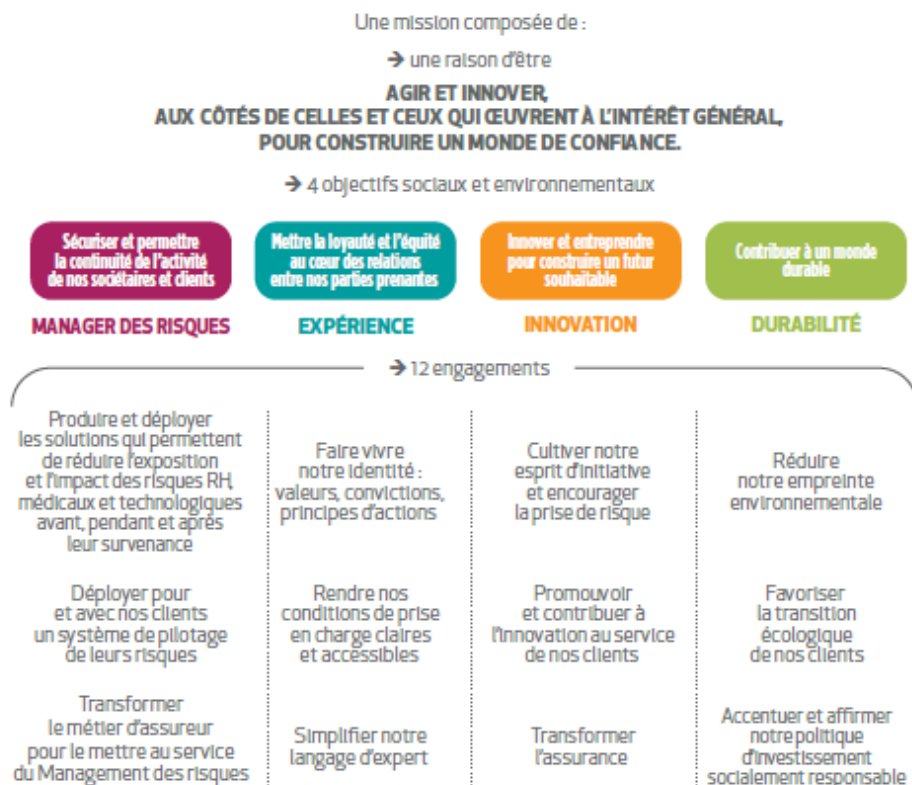 Une mission composée de :
→ une raison d'être
AGIR ET INNOVER,
AUX CÔTÉS DE CELLES ET CEUX QUI ŒUVRENT À L'INTÉRÊT GÉNÉRAL,
POUR CONSTRUIRE UN MONDE DE CONFIANCE.
→ 4 objectifs sociaux et environnementaux
Sécuriser et permettre
la continuité de l'activité
de nos sociétaires et clients
MANAGER DES RISQUES
Mettre la loyauté et l'équité
au cœur des relations
entre nos parties prenantes
EXPÉRIENCE
Innover et entreprendre
pour construire un futur
souhaitable
INNOVATION
Contribuer à un monde
durable
DURABILITÉ
→ 12 engagements
Produire et déployer
les solutions qui permettent
de réduire l'exposition
et l'impact des risques RH,
médicaux et technologiques
avant, pendant et après
leur survenance
Faire vivre
notre identité :
valeurs, convictions,
principes d'actions
Cultiver notre
esprit d'initiative
et encourager
la prise de risque
Réduire
notre empreinte
environnementale
Déployer pour
et avec nos clients
un système de pilotage
de leurs risques
Rendre nos
conditions de prise
en charge claires
et accessibles
Promouvoir
et contribuer à
l'innovation au service
de nos clients
Favoriser
la transition
écologique
de nos clients
Transformer
le métier d'assureur
pour le mettre au service
du Management des risques
Simplifier notre
langage d'expert
Transformer
l'assurance
Accentuer et affirmer
notre politique
d'investissement
socialement responsable